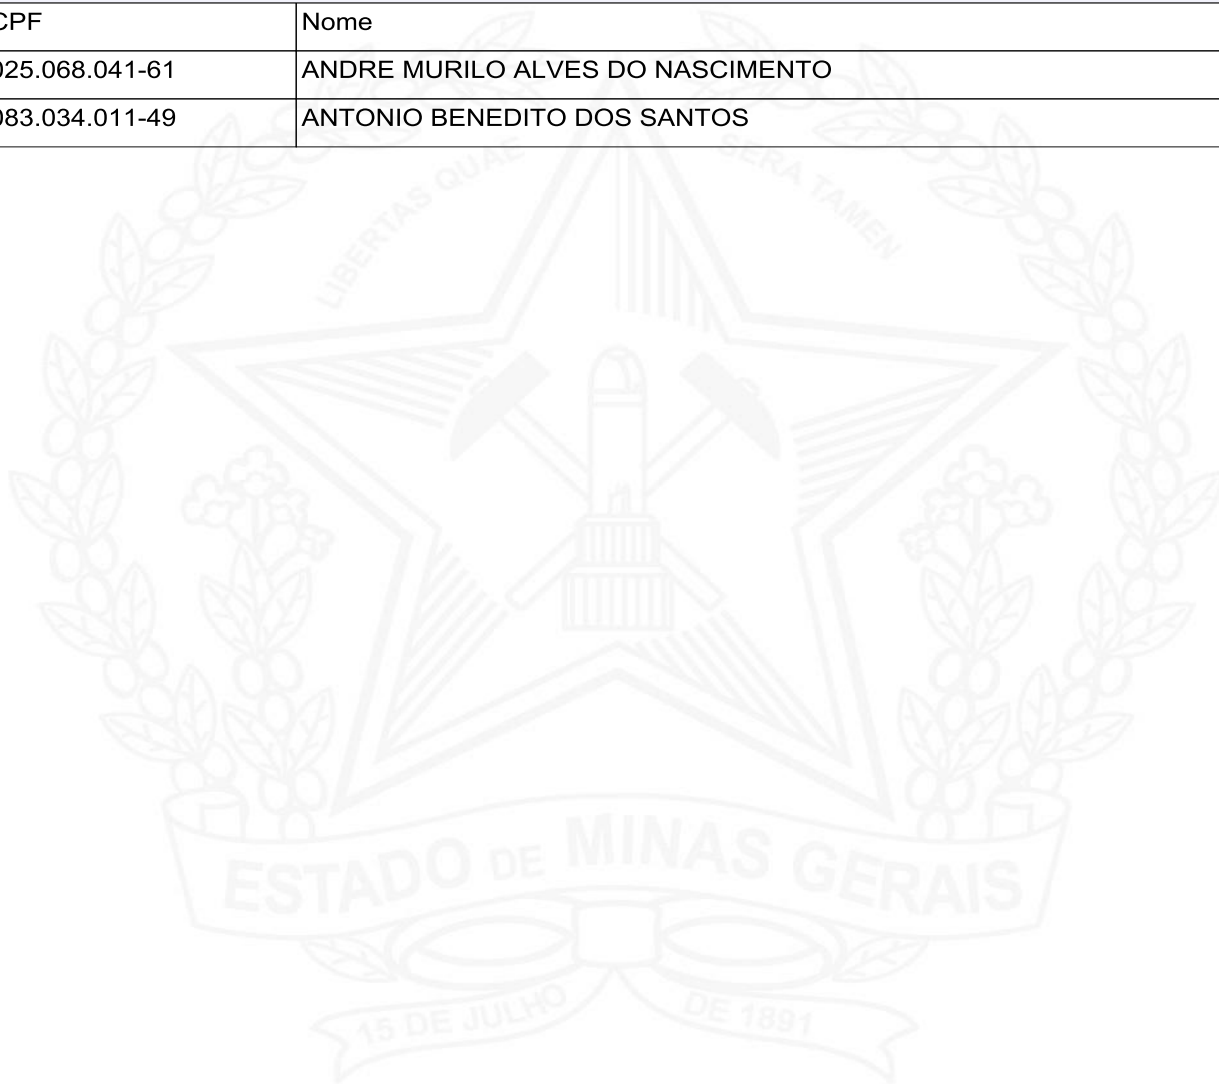 CPF Nome
025.068.041-61 ANDRE MURILO ALVES DO NASCIMENTO
083.034.011-49 ANTONIO BENEDITO DOS SANTOS
LIBERTAS QUAE SERA TAMEN
ESTADO DE MINAS GERAIS
15 DE JULHO DE 1891